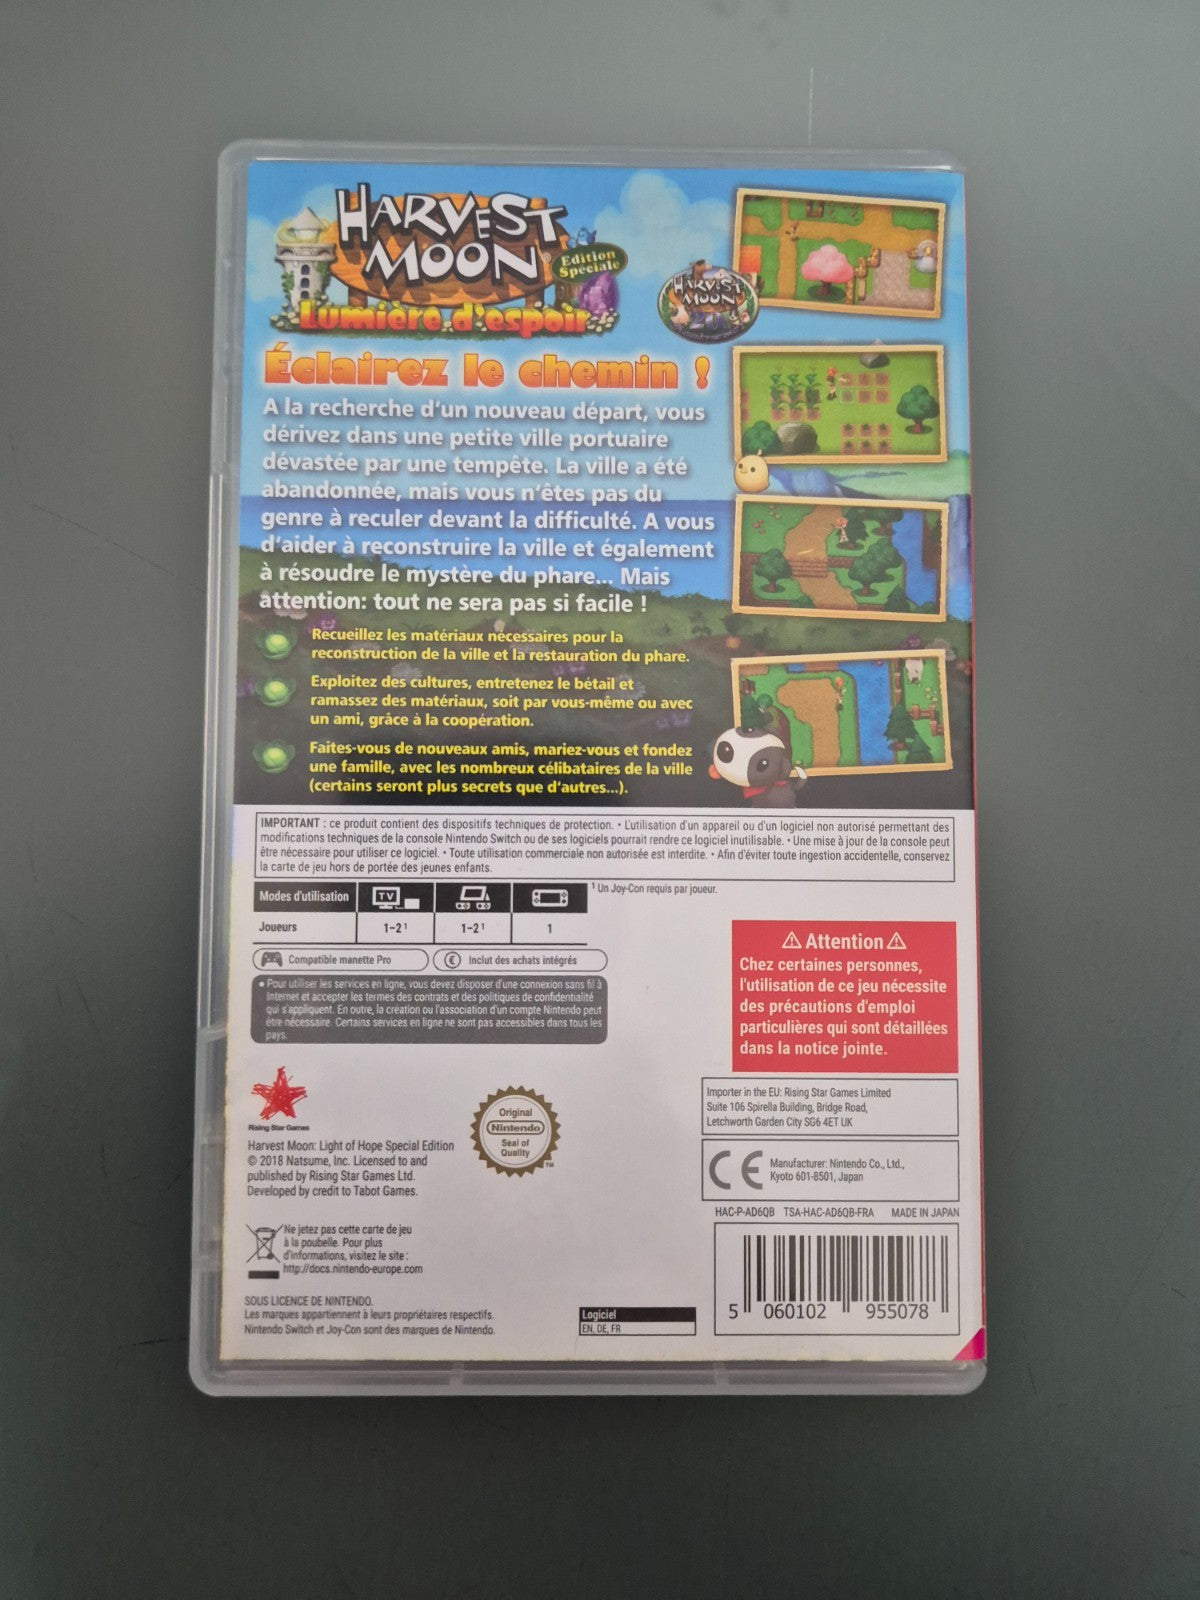 HARVEST
MOON®
Edition
Spéciale
Lumière d'espoir
HARVEST
MOON
20
Éclairez le chemin !
A la recherche d'un nouveau départ, vous
dérivez dans une petite ville portuaire
dévastée par une tempête. La ville a été
abandonnée, mais vous n'êtes pas du
genre à reculer devant la difficulté. A vous
d'aider à reconstruire la ville et également
à résoudre le mystère du phare... Mais
attention: tout ne sera pas si facile !
Recueillez les matériaux nécessaires pour la
reconstruction de la ville et la restauration du phare.
Exploitez des cultures, entretenez le bétail et
ramassez des matériaux, soit par vous-même ou avec
un ami, grâce à la coopération.
Faites-vous de nouveaux amis, mariez-vous et fondez
une famille, avec les nombreux célibataires de la ville
(certains seront plus secrets que d'autres...).
IMPORTANT : ce produit contient des dispositifs techniques de protection. • L'utilisation d'un appareil ou d'un logiciel non autorisé permettant des
modifications techniques de la console Nintendo Switch ou de ses logiciels pourrait rendre ce logiciel inutilisable. • Une mise à jour de la console peut
être nécessaire pour utiliser ce logiciel. • Toute utilisation commerciale non autorisée est interdite. • Afin d'éviter toute ingestion accidentelle, conservez
la carte de jeu hors de portée des jeunes enfants.
Modes d'utilisation TV
¹ Un Joy-Con requis par joueur.
Joueurs 1-2¹ 1-2¹ 1
Compatible manette Pro
€ Inclut des achats intégrés
• Pour utiliser les services en ligne, vous devez disposer d'une connexion sans fil à
Internet et accepter les termes des contrats et des politiques de confidentialité
qui s'appliquent. En outre, la création ou l'association d'un compte Nintendo peut
être nécessaire. Certains services en ligne ne sont pas accessibles dans tous les
pays.
⚠ Attention ⚠
Chez certaines personnes,
l'utilisation de ce jeu nécessite
des précautions d'emploi
particulières qui sont détaillées
dans la notice jointe.
Rising Star Games
Harvest Moon: Light of Hope Special Edition
© 2018 Natsume, Inc. Licensed to and
published by Rising Star Games Ltd.
Developed by credit to Tabot Games.
Original
Nintendo
Seal of
Quality
TM
Importer in the EU: Rising Star Games Limited
Suite 106 Spirella Building, Bridge Road,
Letchworth Garden City SG6 4ET UK
CE
Manufacturer: Nintendo Co., Ltd.,
Kyoto 601-8501, Japan
HAC-P-AD6QB TSA-HAC-AD6QB-FRA MADE IN JAPAN
Ne jetez pas cette carte de jeu
à la poubelle. Pour plus
d'informations, visitez le site :
http://docs.nintendo-europe.com
SOUS LICENCE DE NINTENDO.
Les marques appartiennent à leurs propriétaires respectifs.
Nintendo Switch et Joy-Con sont des marques de Nintendo.
Logiciel
EN, DE, FR
5 060102 955078